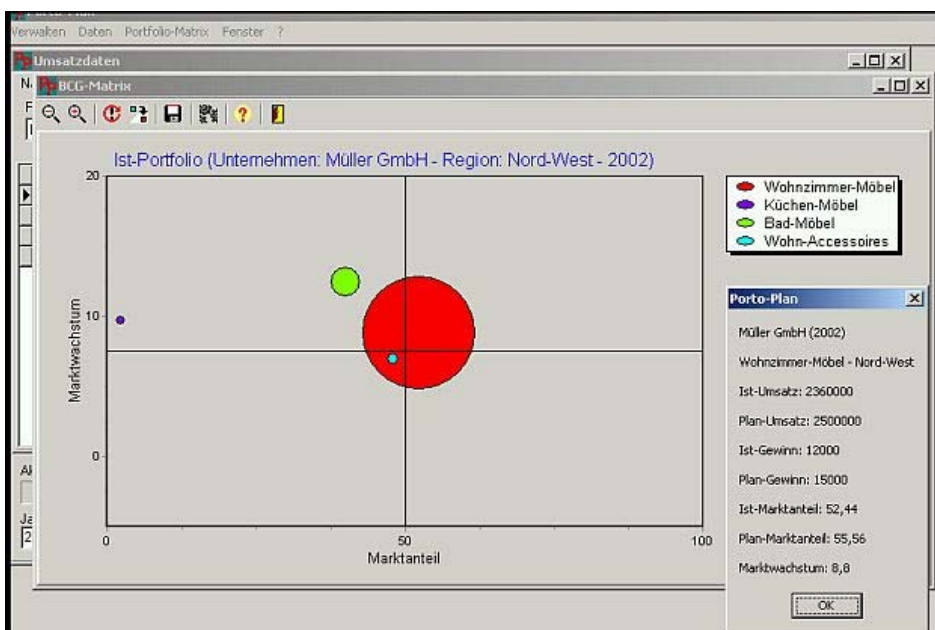 Porto-Plan
Verwalten Daten Portfolio-Matrix Fenster ?
Umsatzdaten
BCG-Matrix
Ist-Portfolio (Unternehmen: Müller GmbH - Region: Nord-West - 2002)
20
10
0
Marktwachstum
0
50
100
Marktanteil
Wohnzimmer-Möbel
Küchen-Möbel
Bad-Möbel
Wohn-Accessoires
Porto-Plan
Müller GmbH (2002)
Wohnzimmer-Möbel - Nord-West
Ist-Umsatz: 2360000
Plan-Umsatz: 2500000
Ist-Gewinn: 12000
Plan-Gewinn: 15000
Ist-Marktanteil: 52,44
Plan-Marktanteil: 55,56
Marktwachstum: 8,8
OK